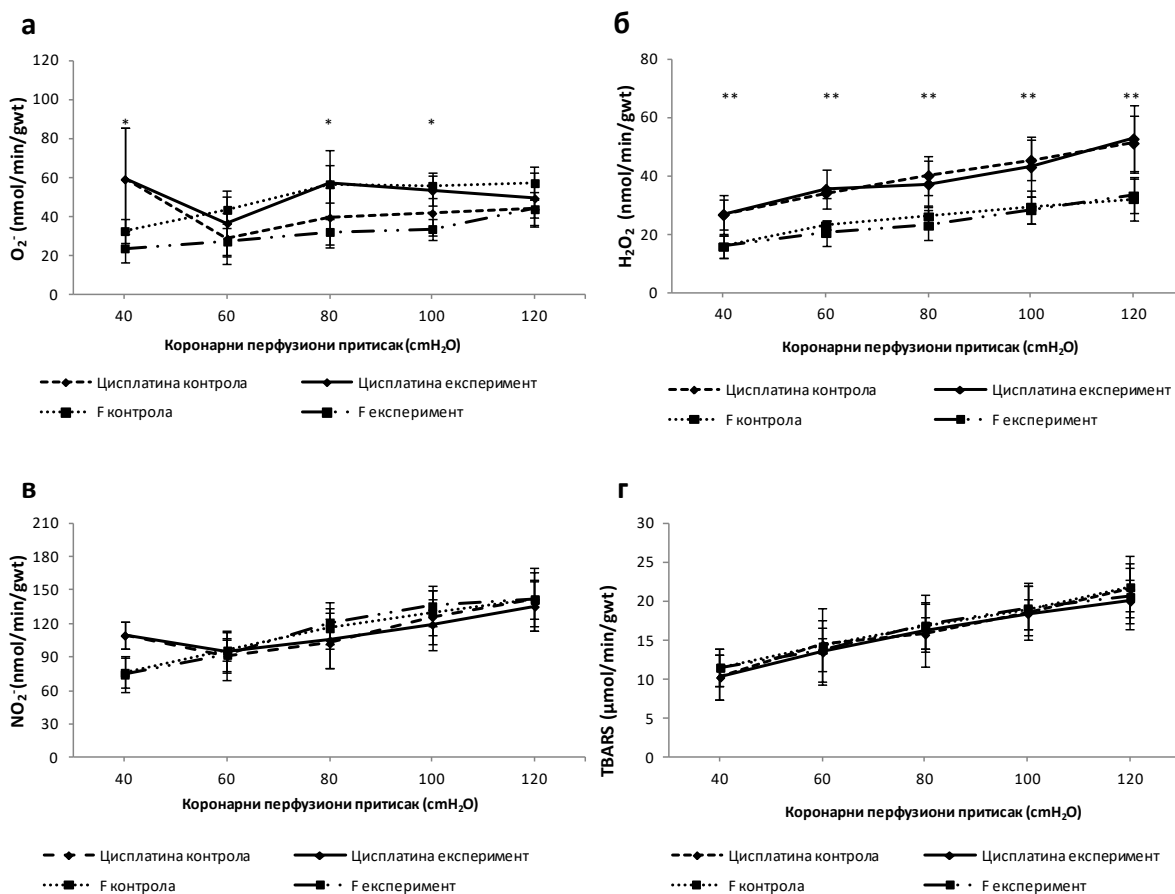 а
O₂⁻ (nmol/min/gwt)
120
100
80
60
40
20
0
* * *
40 60 80 100 120
Коронарни перфузиони притисак (cmH₂O)
Цисплатина контрола Цисплатина експеримент
F контрола F експеримент
б
H₂O₂ (nmol/min/gwt)
80
60
40
20
0
** ** ** ** **
40 60 80 100 120
Коронарни перфузиони притисак (cmH₂O)
Цисплатина контрола Цисплатина експеримент
F контрола F експеримент
в
NO₂⁻ (nmol/min/gwt)
210
180
150
120
90
60
30
0
40 60 80 100 120
Коронарни перфузиони притисак (cmH₂O)
Цисплатина контрола Цисплатина експеримент
F контрола F експеримент
г
TBARS (μmol/min/gwt)
30
25
20
15
10
5
0
40 60 80 100 120
Коронарни перфузиони притисак (cmH₂O)
Цисплатина контрола Цисплатина експеримент
F контрола F експеримент